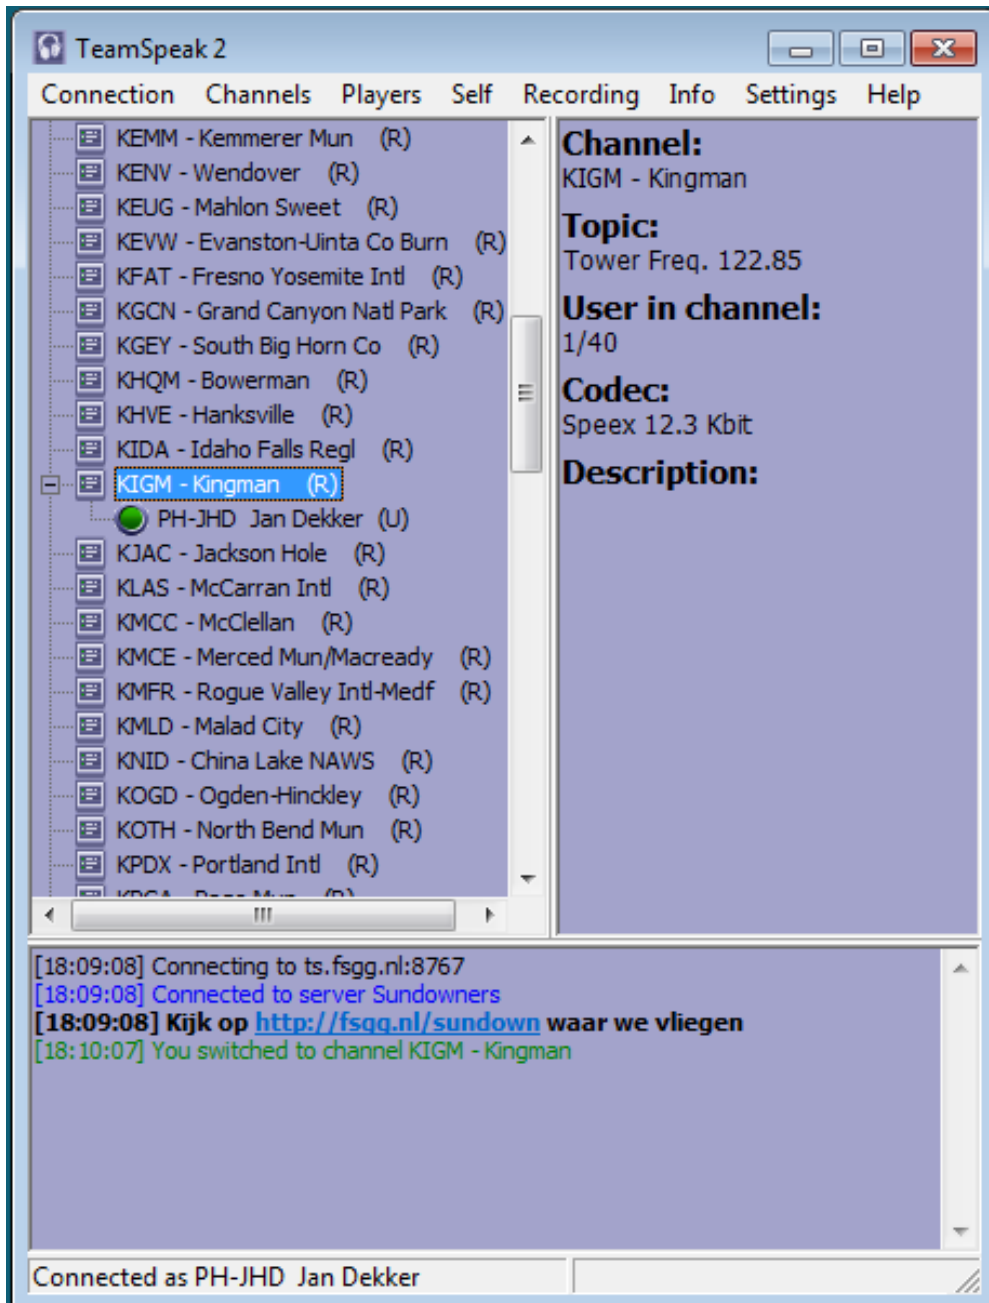 TeamSpeak 2
Connection Channels Players Self Recording Info Settings Help
KEMM - Kemmerer Mun (R)
KENV - Wendover (R)
KEUG - Mahlon Sweet (R)
KEVW - Evanston-Uinta Co Burn (R)
KFAT - Fresno Yosemite Intl (R)
KGCN - Grand Canyon Natl Park (R)
KGEY - South Big Horn Co (R)
KHQM - Bowerman (R)
KHVE - Hanksville (R)
KIDA - Idaho Falls Regl (R)
KIGM - Kingman (R)
PH-JHD Jan Dekker (U)
KJAC - Jackson Hole (R)
KLAS - McCarran Intl (R)
KMCC - McClellan (R)
KMCE - Merced Mun/Macready (R)
KMFR - Rogue Valley Intl-Medf (R)
KMLD - Malad City (R)
KNID - China Lake NAWS (R)
KOGD - Ogden-Hinckley (R)
KOTH - North Bend Mun (R)
KPDX - Portland Intl (R)
Channel:
KIGM - Kingman
Topic:
Tower Freq. 122.85
User in channel:
1/40
Codec:
Speex 12.3 Kbit
Description:
[18:09:08] Connecting to ts.fsgg.nl:8767
[18:09:08] Connected to server Sundowners
[18:09:08] Kijk op http://fsgg.nl/sundown waar we vliegen
[18:10:07] You switched to channel KIGM - Kingman
Connected as PH-JHD Jan Dekker